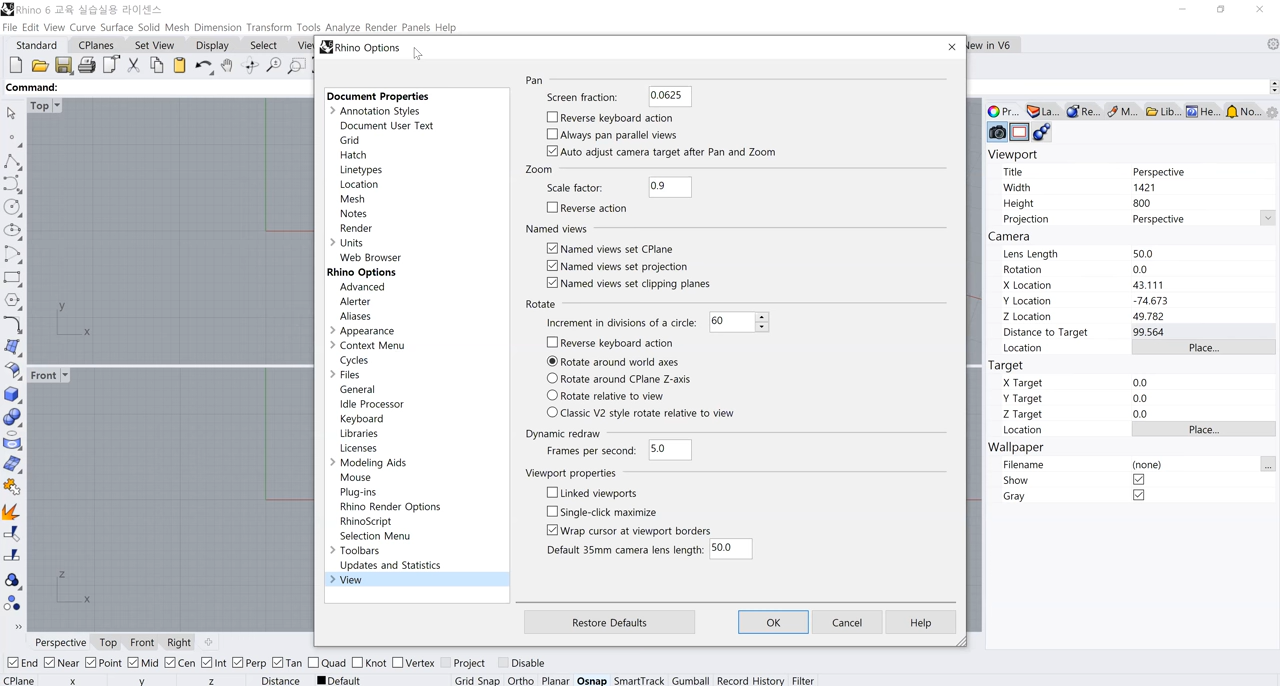 Rhino 6 교육 실습실용 라이센스
File Edit View Curve Surface Solid Mesh Dimension Transform Tools Analyze Render Panels Help
Standard CPlanes Set View Display Select
New in V6
Command:
Top
Front
Rhino Options
Document Properties
Annotation Styles
Document User Text
Grid
Hatch
Linetypes
Location
Mesh
Notes
Render
Units
Web Browser
Rhino Options
Advanced
Alerter
Aliases
Appearance
Context Menu
Cycles
Files
General
Idle Processor
Keyboard
Libraries
Licenses
Modeling Aids
Mouse
Plug-ins
Rhino Render Options
RhinoScript
Selection Menu
Toolbars
Updates and Statistics
View
Pan
Screen fraction: 0.0625
Reverse keyboard action
Always pan parallel views
Auto adjust camera target after Pan and Zoom
Zoom
Scale factor: 0.9
Reverse action
Named views
Named views set CPlane
Named views set projection
Named views set clipping planes
Rotate
Increment in divisions of a circle: 60
Reverse keyboard action
Rotate around world axes
Rotate around CPlane Z-axis
Rotate relative to view
Classic V2 style rotate relative to view
Dynamic redraw
Frames per second: 5.0
Viewport properties
Linked viewports
Single-click maximize
Wrap cursor at viewport borders
Default 35mm camera lens length: 50.0
Restore Defaults OK Cancel Help
Pr... La... Re... M... Lib... He... No...
Viewport
Title Perspective
Width 1421
Height 800
Projection Perspective
Camera
Lens Length 50.0
Rotation 0.0
X Location 43.111
Y Location -74.673
Z Location 49.782
Distance to Target 99.564
Location Place...
Target
X Target 0.0
Y Target 0.0
Z Target 0.0
Location Place...
Wallpaper
Filename (none) ...
Show
Gray
y
x
z
x
Perspective Top Front Right
End Near Point Mid Cen Int Perp Tan Quad Knot Vertex Project Disable
CPlane x y z Distance Default Grid Snap Ortho Planar Osnap SmartTrack Gumball Record History Filter